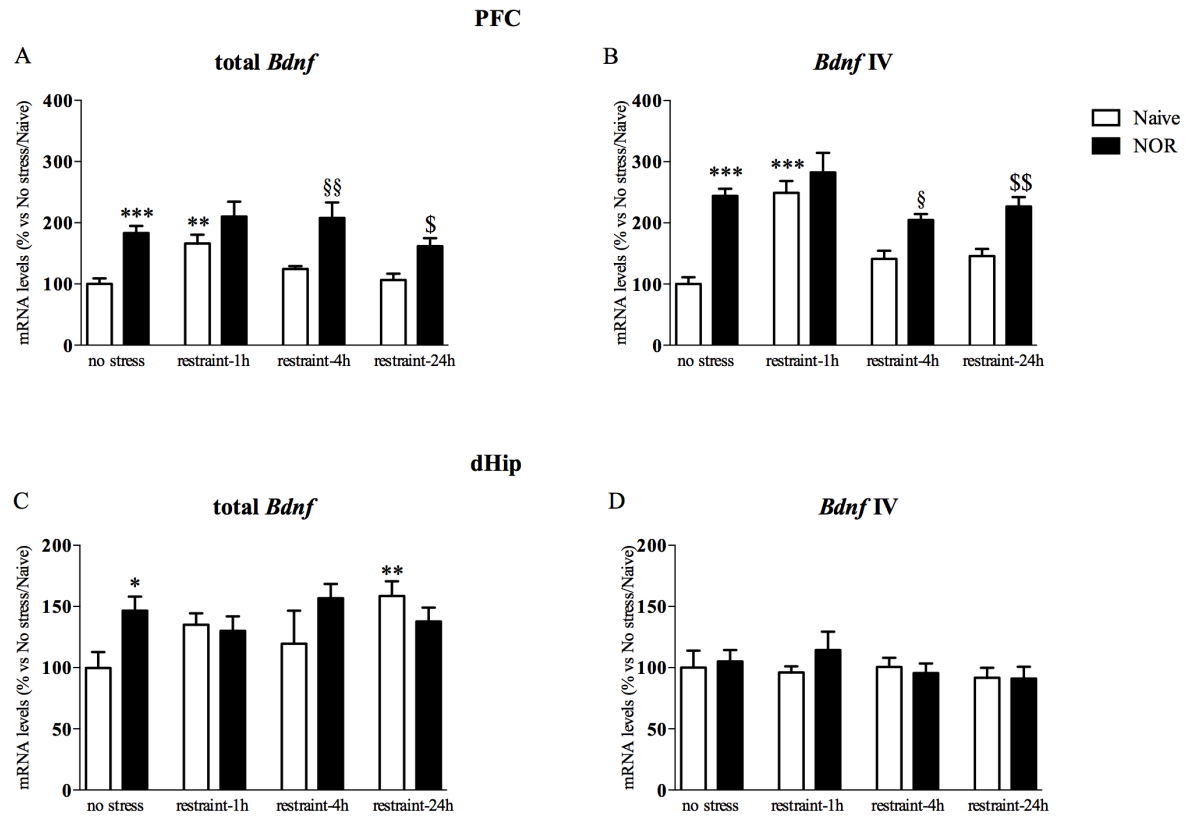 PFC
A
total Bdnf
mRNA levels (% vs No stress/Naive)
400
300
200
100
0
***
**
§§
$
no stress restraint-1h restraint-4h restraint-24h
B
Bdnf IV
mRNA levels (% vs No stress/Naive)
400
300
200
100
0
***
***
§
$$
no stress restraint-1h restraint-4h restraint-24h
Naive
NOR
dHip
C
total Bdnf
mRNA levels (% vs No stress/Naive)
200
150
100
50
0
*
**
no stress restraint-1h restraint-4h restraint-24h
D
Bdnf IV
mRNA levels (% vs No stress/Naive)
200
150
100
50
0
no stress restraint-1h restraint-4h restraint-24h